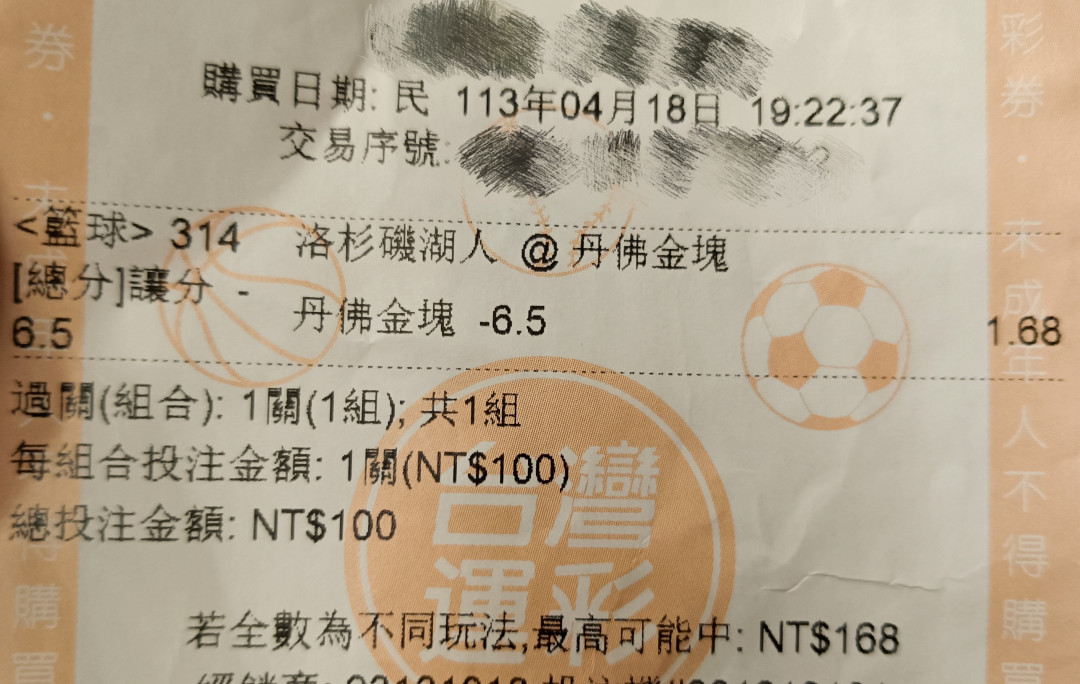 購買日期: 民 113年04月18日 19:22:37
交易序號:
<籃球> 314 洛杉磯湖人 @ 丹佛金塊
[總分]讓分 -
6.5 丹佛金塊 -6.5 1.68
過關(組合): 1關(1組); 共1組
每組合投注金額: 1關(NT$100)
總投注金額: NT$100
若全數為不同玩法,最高可能中: NT$168
台灣
運彩
券・未
得購買
彩券・未成年人不得購買